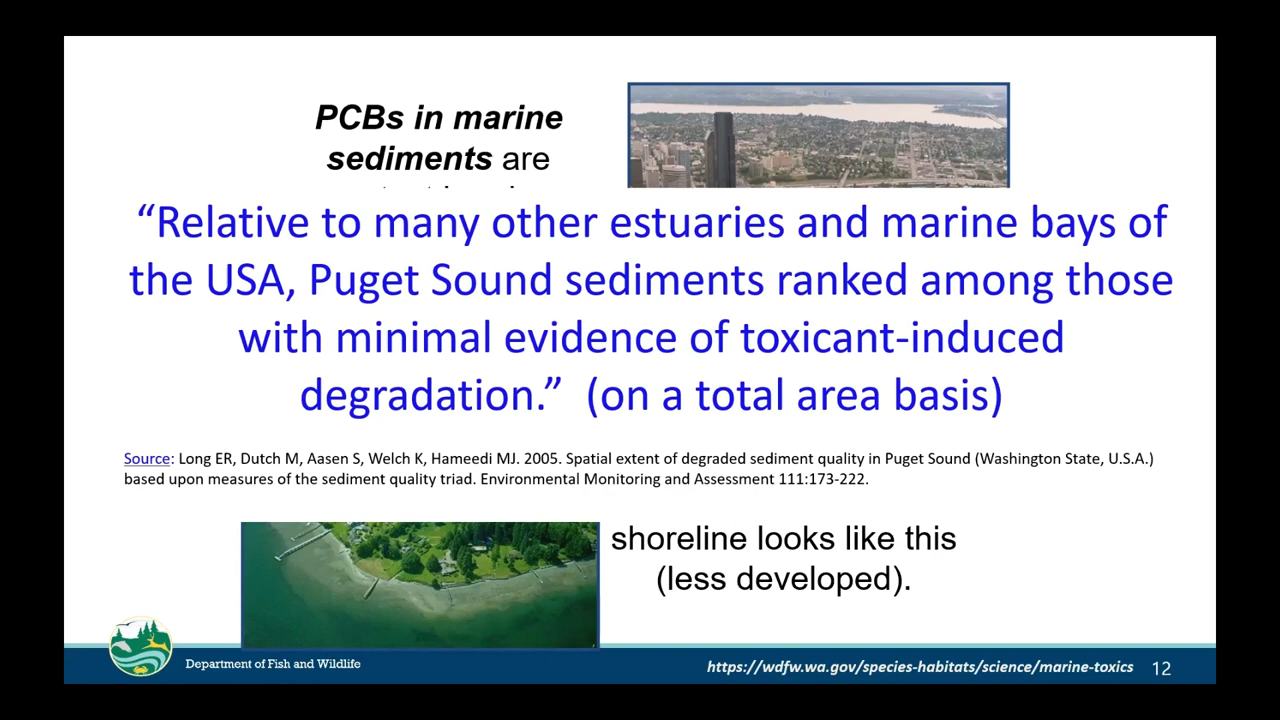 PCBs in marine
sediments are
“Relative to many other estuaries and marine bays of
the USA, Puget Sound sediments ranked among those
with minimal evidence of toxicant-induced
degradation.” (on a total area basis)
Source: Long ER, Dutch M, Aasen S, Welch K, Hameedi MJ. 2005. Spatial extent of degraded sediment quality in Puget Sound (Washington State, U.S.A.)
based upon measures of the sediment quality triad. Environmental Monitoring and Assessment 111:173-222.
shoreline looks like this
(less developed).
Department of Fish and Wildlife
https://wdfw.wa.gov/species-habitats/science/marine-toxics
12